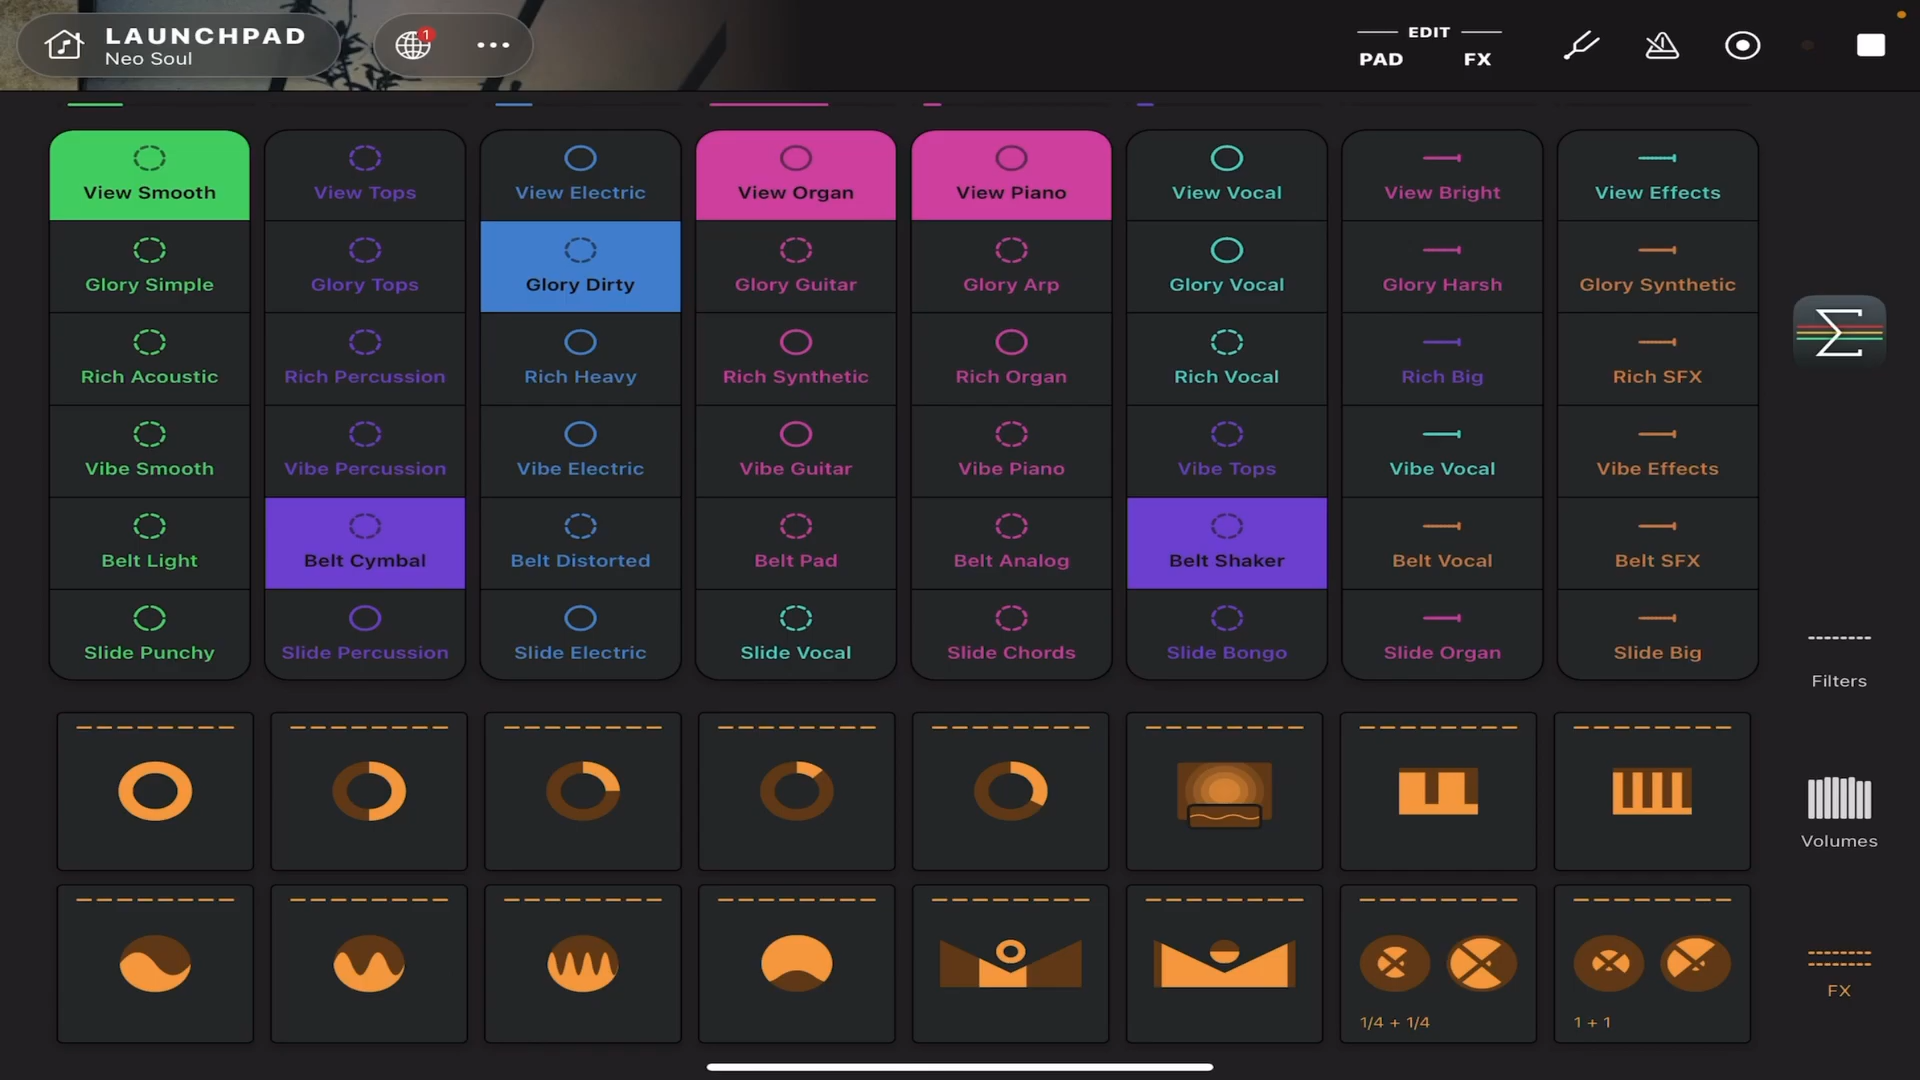 LAUNCHPAD
Neo Soul
1
EDIT
PAD FX
View Smooth View Tops View Electric View Organ View Piano View Vocal View Bright View Effects
Glory Simple Glory Tops Glory Dirty Glory Guitar Glory Arp Glory Vocal Glory Harsh Glory Synthetic
Rich Acoustic Rich Percussion Rich Heavy Rich Synthetic Rich Organ Rich Vocal Rich Big Rich SFX
Vibe Smooth Vibe Percussion Vibe Electric Vibe Guitar Vibe Piano Vibe Tops Vibe Vocal Vibe Effects
Belt Light Belt Cymbal Belt Distorted Belt Pad Belt Analog Belt Shaker Belt Vocal Belt SFX
Slide Punchy Slide Percussion Slide Electric Slide Vocal Slide Chords Slide Bongo Slide Organ Slide Big
Σ
Filters
Volumes
FX
1/4 + 1/4 1 + 1